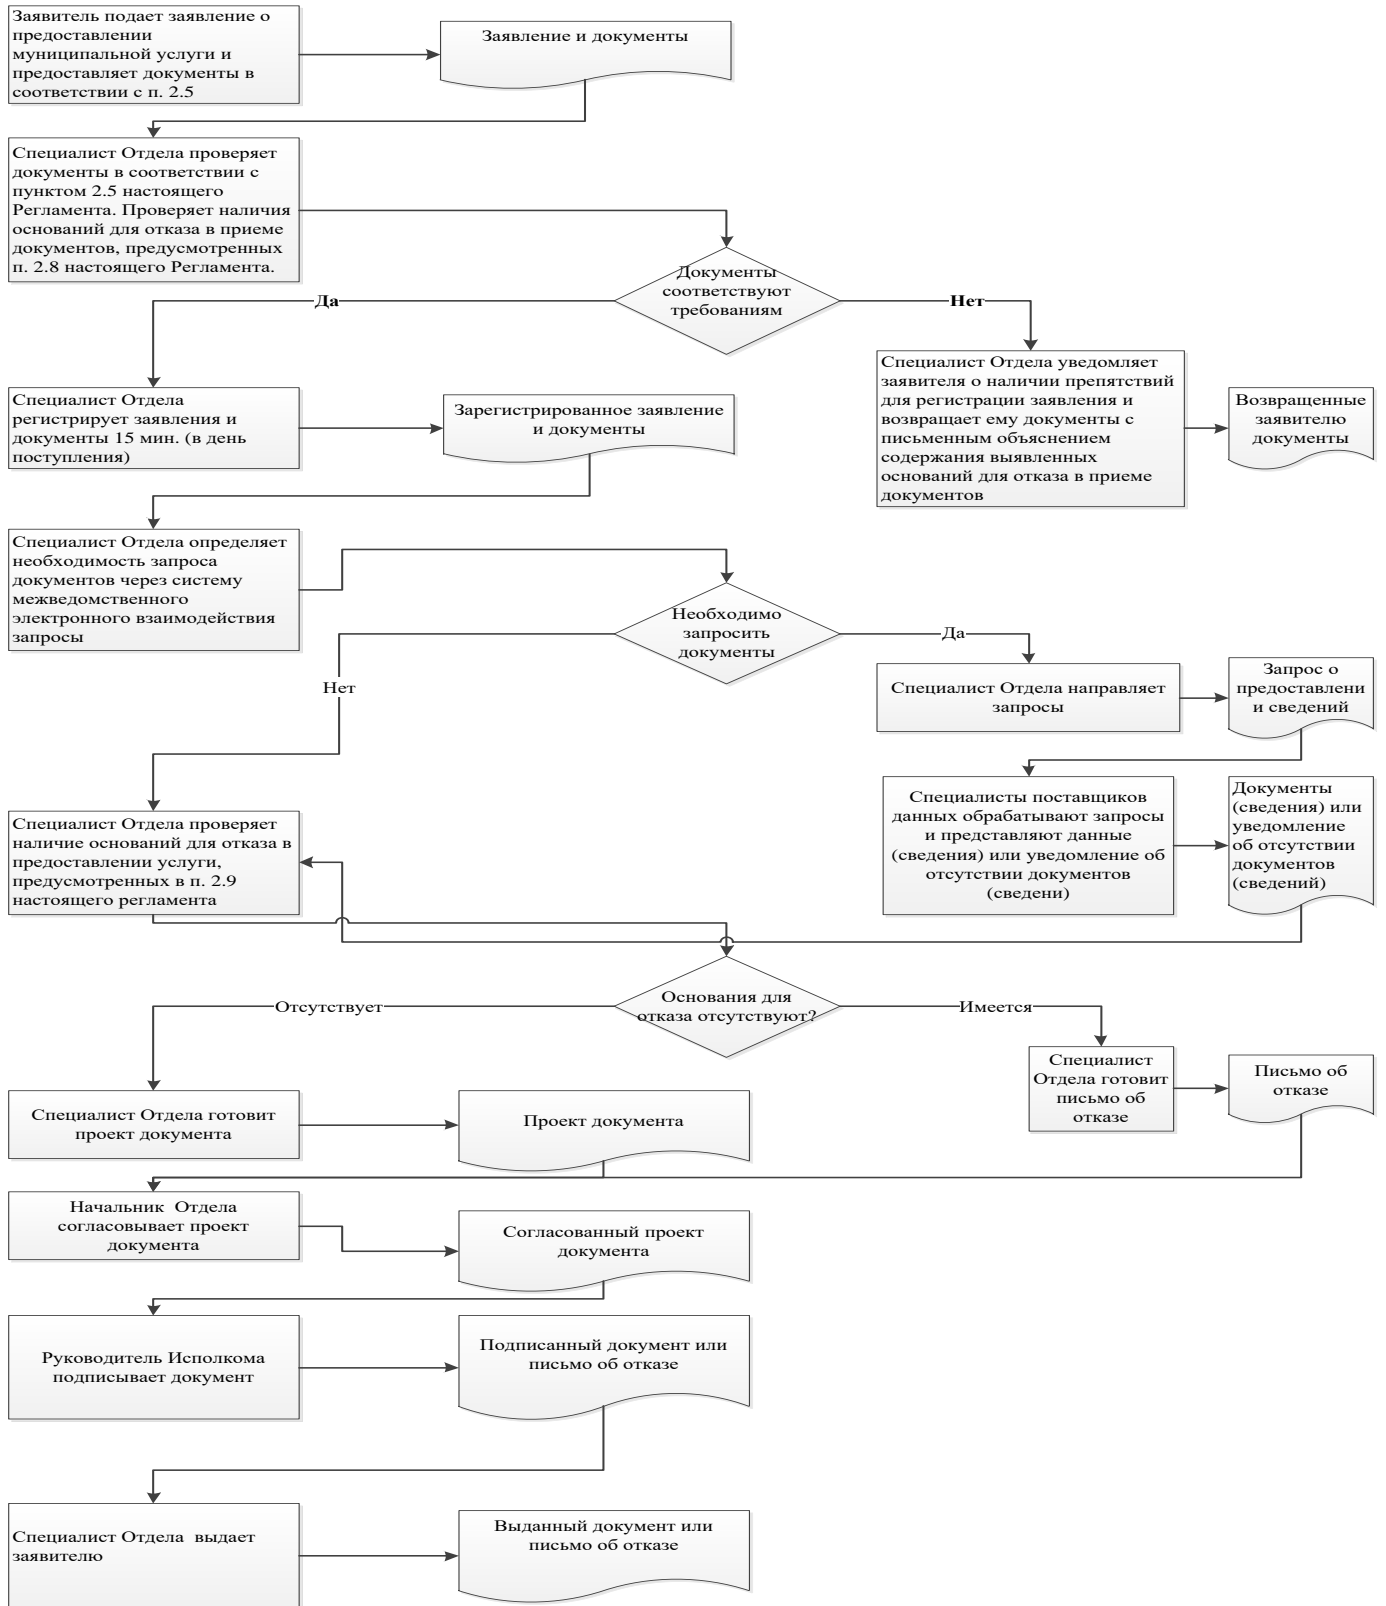 Заявитель подает заявление о
предоставлении
муниципальной услуги и
предоставляет документы в
соответствии с п. 2.5
Заявление и документы
Специалист Отдела проверяет
документы в соответствии с
пунктом 2.5 настоящего
Регламента. Проверяет наличия
оснований для отказа в приеме
документов, предусмотренных
п. 2.8 настоящего Регламента.
Документы
соответствуют
требованиям
Да
Нет
Специалист Отдела
регистрирует заявления и
документы 15 мин. (в день
поступления)
Зарегистрированное заявление
и документы
Специалист Отдела уведомляет
заявителя о наличии препятствий
для регистрации заявления и
возвращает ему документы с
письменным объяснением
содержания выявленных
оснований для отказа в приеме
документов
Возвращенные
заявителю
документы
Специалист Отдела определяет
необходимость запроса
документов через систему
межведомственного
электронного взаимодействия
запросы
Необходимо
запросить
документы
Да
Нет
Специалист Отдела направляет
запросы
Запрос о
предоставлени
и сведений
Специалисты поставщиков
данных обрабатывают запросы
и представляют данные
(сведения) или уведомление об
отсутствии документов
(сведени)
Документы
(сведения) или
уведомление
об отсутствии
документов
(сведений)
Специалист Отдела проверяет
наличие оснований для отказа в
предоставлении услуги,
предусмотренных в п. 2.9
настоящего регламента
Основания для
отказа отсутствуют?
Отсутствует
Имеется
Специалист
Отдела готовит
письмо об
отказе
Письмо об
отказе
Специалист Отдела готовит
проект документа
Проект документа
Начальник  Отдела
согласовывает проект
документа
Согласованный проект
документа
Руководитель Исполкома
подписывает документ
Подписанный документ или
письмо об отказе
Специалист Отдела  выдает
заявителю
Выданный документ или
письмо об отказе